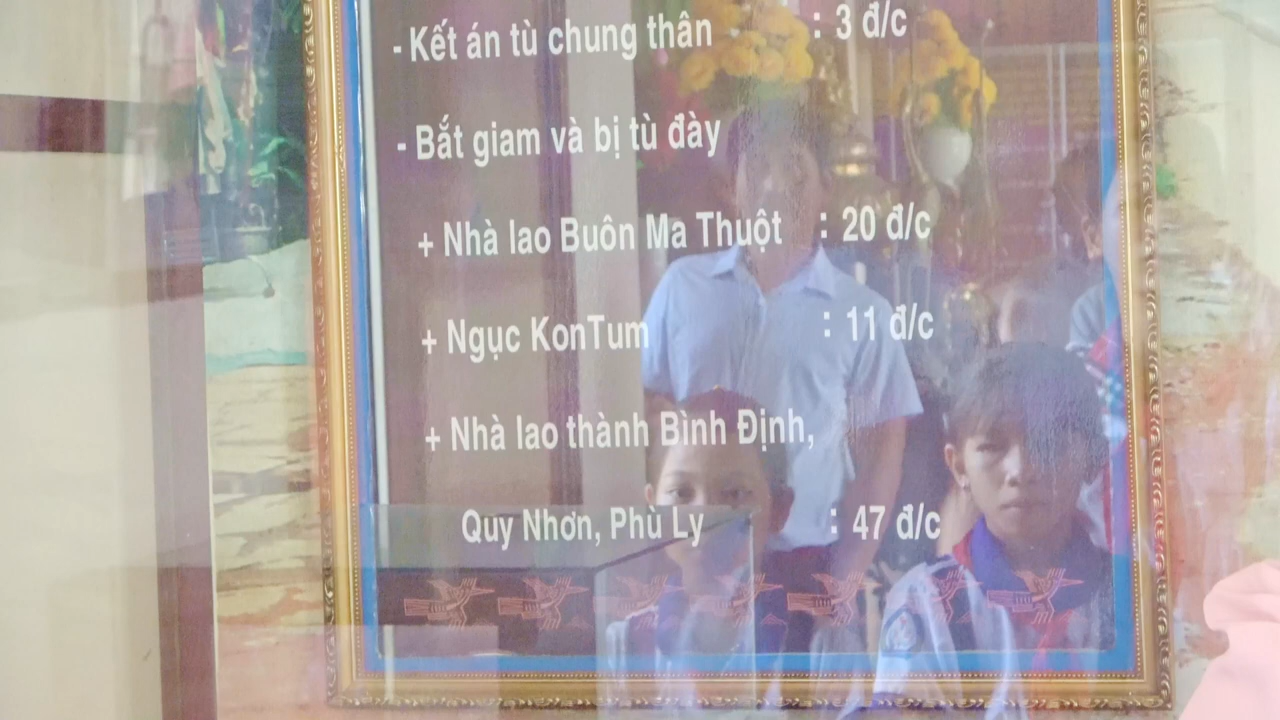 - Kết án tù chung thân : 3 đ/c
- Bắt giam và bị tù đày
+ Nhà lao Buôn Ma Thuột : 20 đ/c
+ Ngục KonTum : 11 đ/c
+ Nhà lao thành Bình Định,
Quy Nhơn, Phù Ly : 47 đ/c